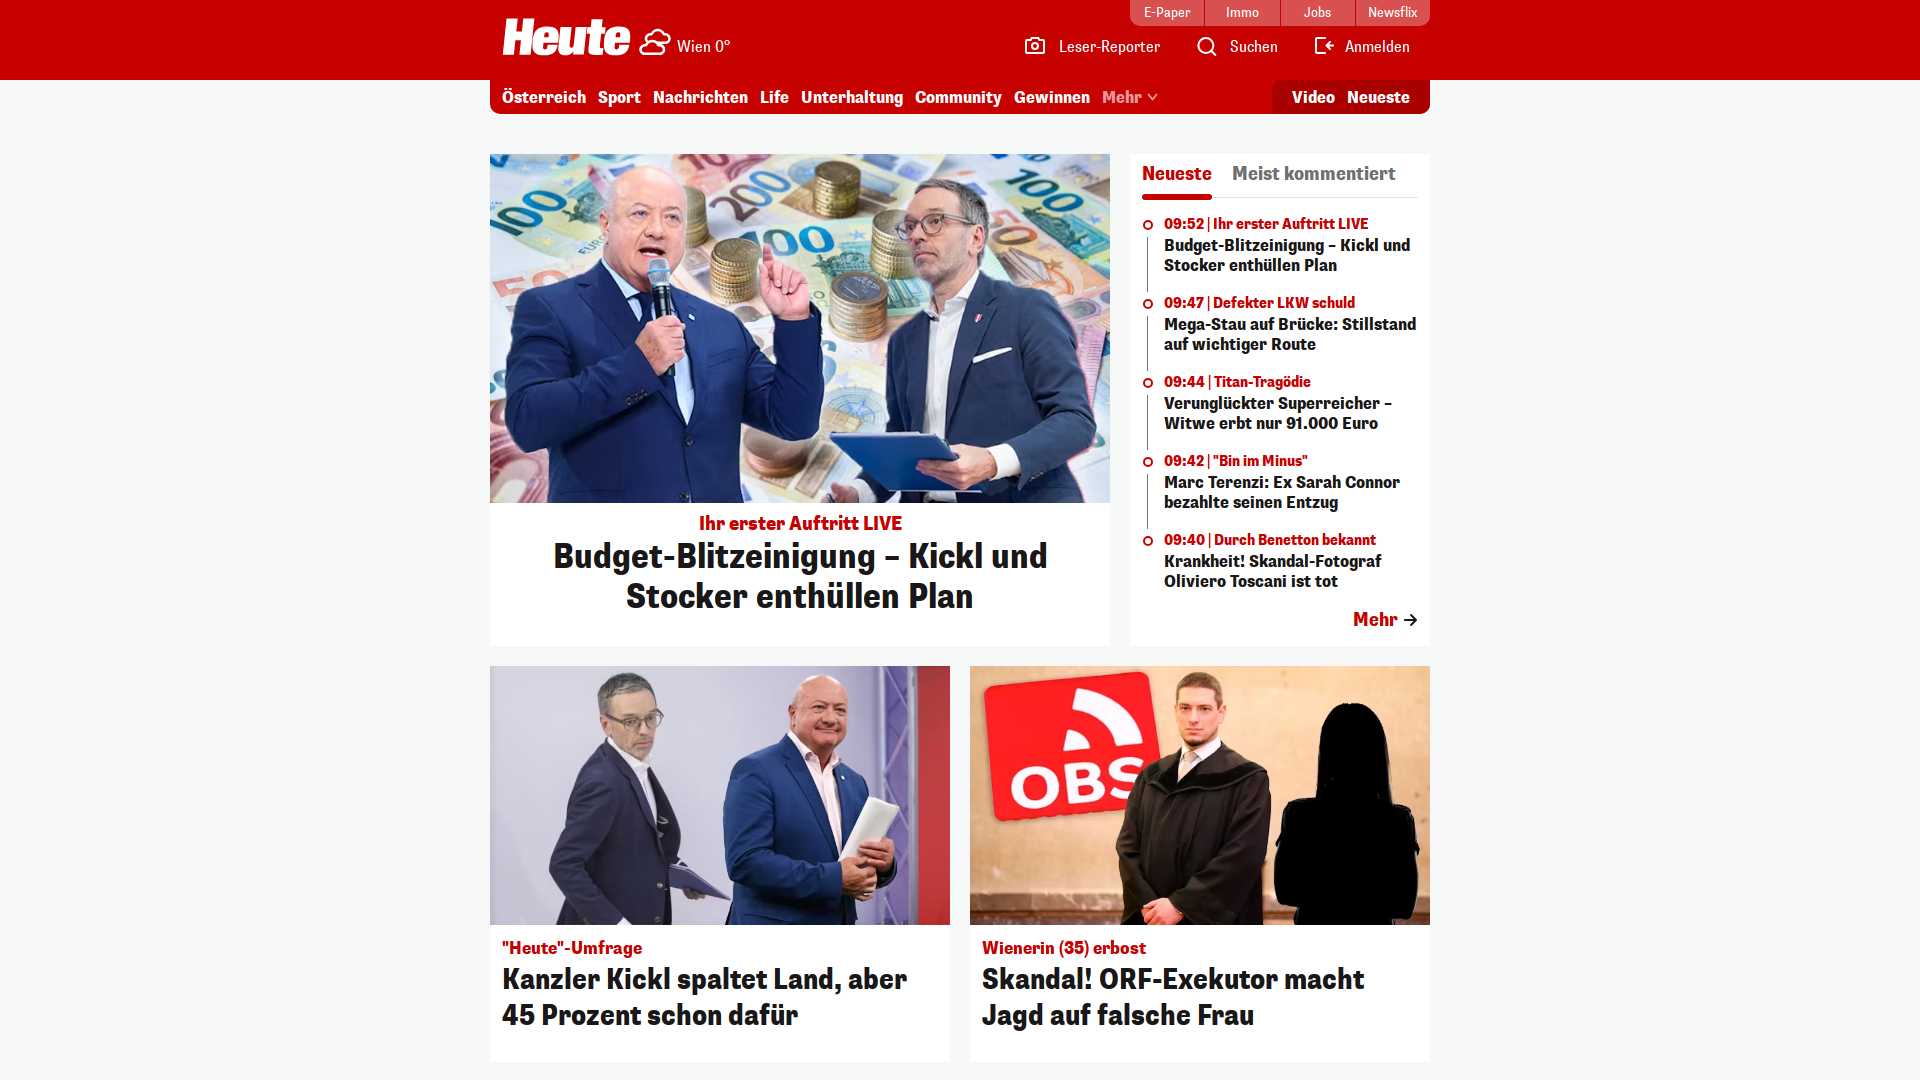 E-Paper
Immo
Jobs
Newsflix
Heute
Wien 0°
Leser-Reporter
Suchen
Anmelden
Österreich
Sport
Nachrichten
Life
Unterhaltung
Community
Gewinnen
Mehr
Video
Neueste
100
200
100
100
50
Ihr erster Auftritt LIVE
Budget-Blitzeinigung – Kickl und
Stocker enthüllen Plan
Neueste
Meist kommentiert
09:52 | Ihr erster Auftritt LIVE
Budget-Blitzeinigung – Kickl und
Stocker enthüllen Plan
09:47 | Defekter LKW schuld
Mega-Stau auf Brücke: Stillstand
auf wichtiger Route
09:44 | Titan-Tragödie
Verunglückter Superreicher –
Witwe erbt nur 91.000 Euro
09:42 | "Bin im Minus"
Marc Terenzi: Ex Sarah Connor
bezahlte seinen Entzug
09:40 | Durch Benetton bekannt
Krankheit! Skandal-Fotograf
Oliviero Toscani ist tot
Mehr
"Heute"-Umfrage
Kanzler Kickl spaltet Land, aber
45 Prozent schon dafür
OBS
Wienerin (35) erbost
Skandal! ORF-Exekutor macht
Jagd auf falsche Frau